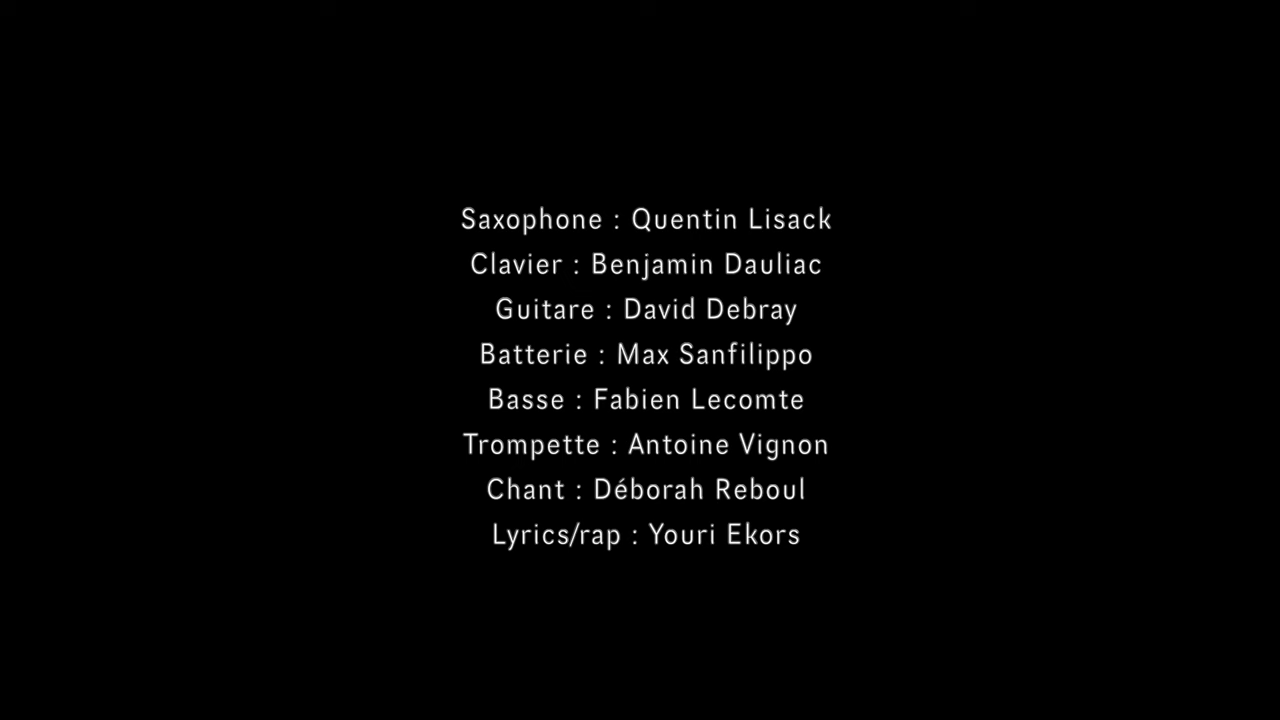 Saxophone : Quentin Lisack
Clavier : Benjamin Dauliac
Guitare : David Debray
Batterie : Max Sanfilippo
Basse : Fabien Lecomte
Trompette : Antoine Vignon
Chant : Déborah Reboul
Lyrics/rap : Youri Ekors